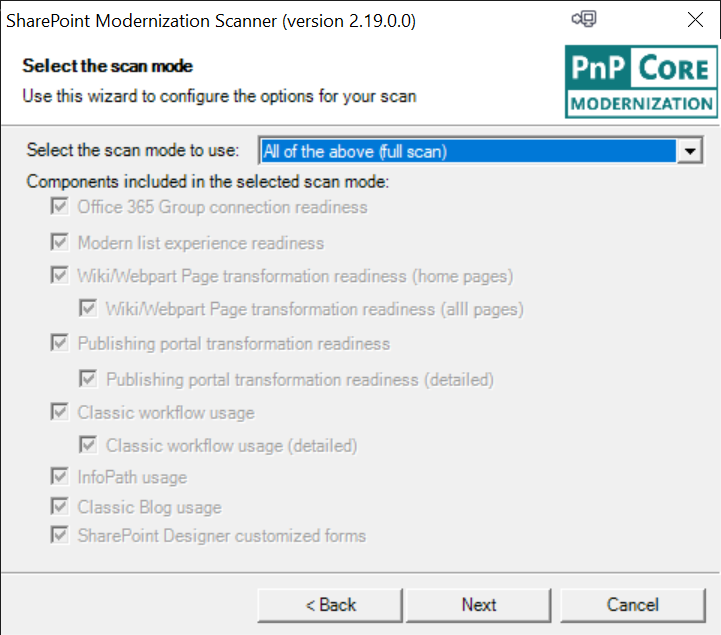 SharePoint Modernization Scanner (version 2.19.0.0)
Select the scan mode
Use this wizard to configure the options for your scan
PnP CORE
MODERNIZATION
Select the scan mode to use: All of the above (full scan)
Components included in the selected scan mode:
Office 365 Group connection readiness
Modern list experience readiness
Wiki/Webpart Page transformation readiness (home pages)
Wiki/Webpart Page transformation readiness (alll pages)
Publishing portal transformation readiness
Publishing portal transformation readiness (detailed)
Classic workflow usage
Classic workflow usage (detailed)
InfoPath usage
Classic Blog usage
SharePoint Designer customized forms
< Back Next Cancel